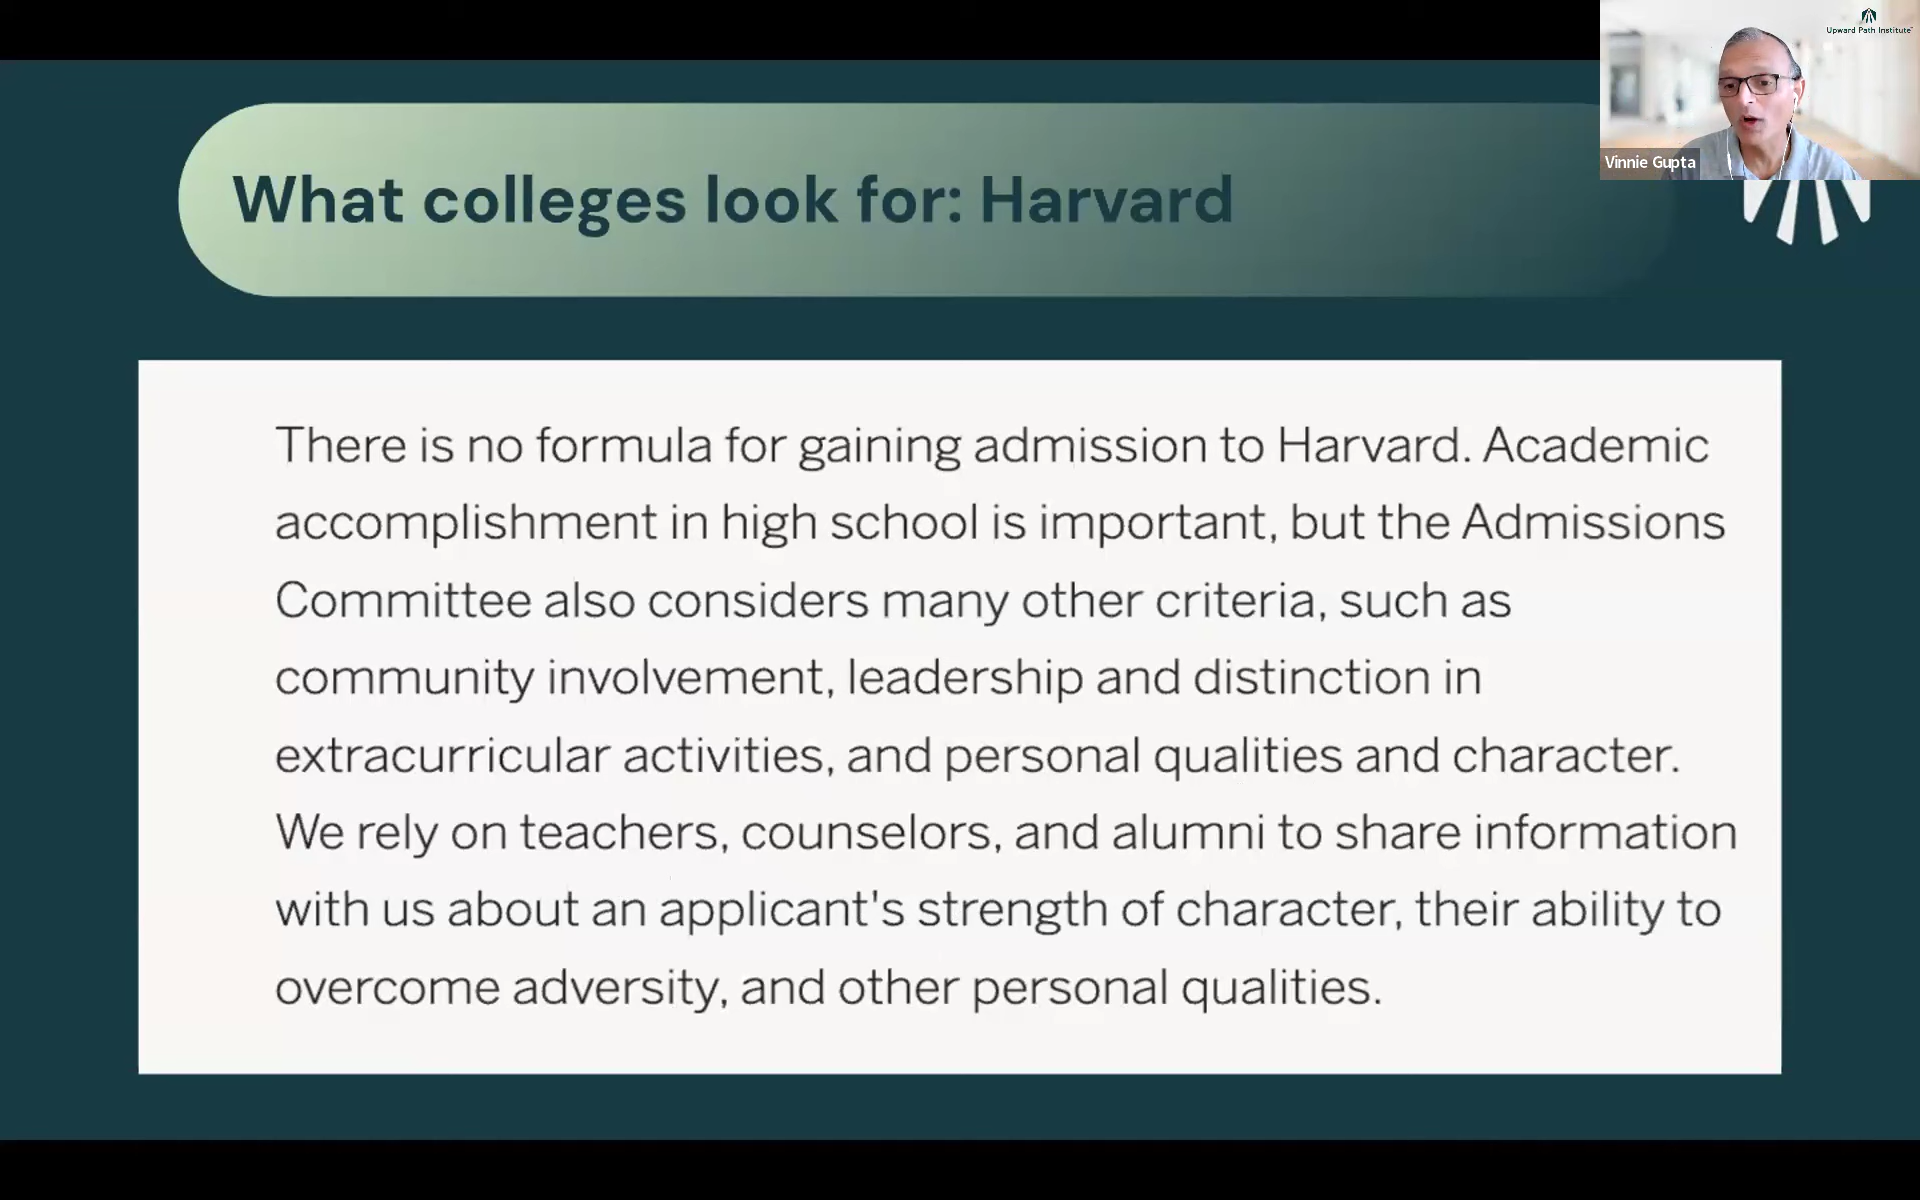 Upward Path Institute
Vinnie Gupta
What colleges look for: Harvard
There is no formula for gaining admission to Harvard. Academic
accomplishment in high school is important, but the Admissions
Committee also considers many other criteria, such as
community involvement, leadership and distinction in
extracurricular activities, and personal qualities and character.
We rely on teachers, counselors, and alumni to share information
with us about an applicant's strength of character, their ability to
overcome adversity, and other personal qualities.